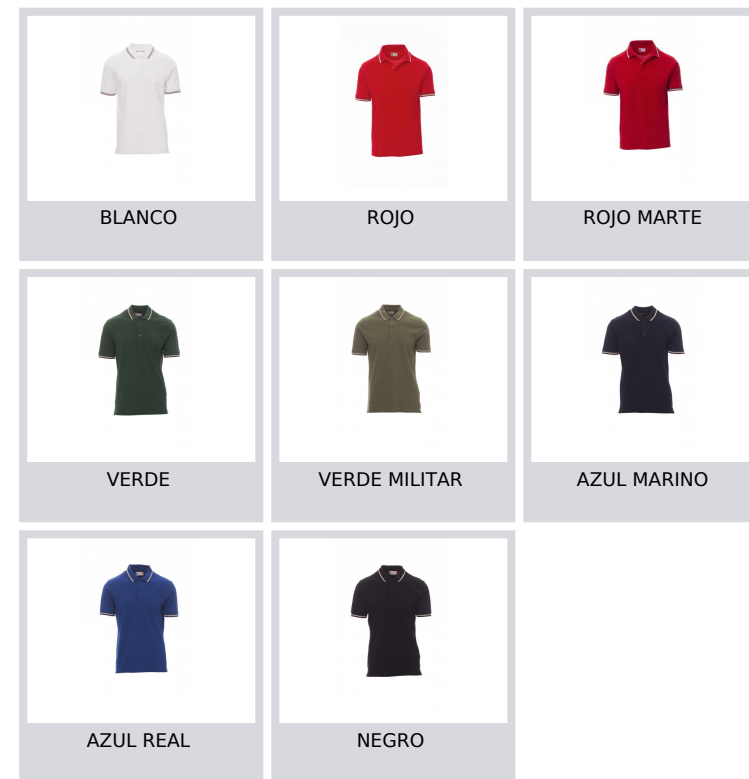 BLANCO
ROJO
ROJO MARTE
VERDE
VERDE MILITAR
AZUL MARINO
AZUL REAL
NEGRO